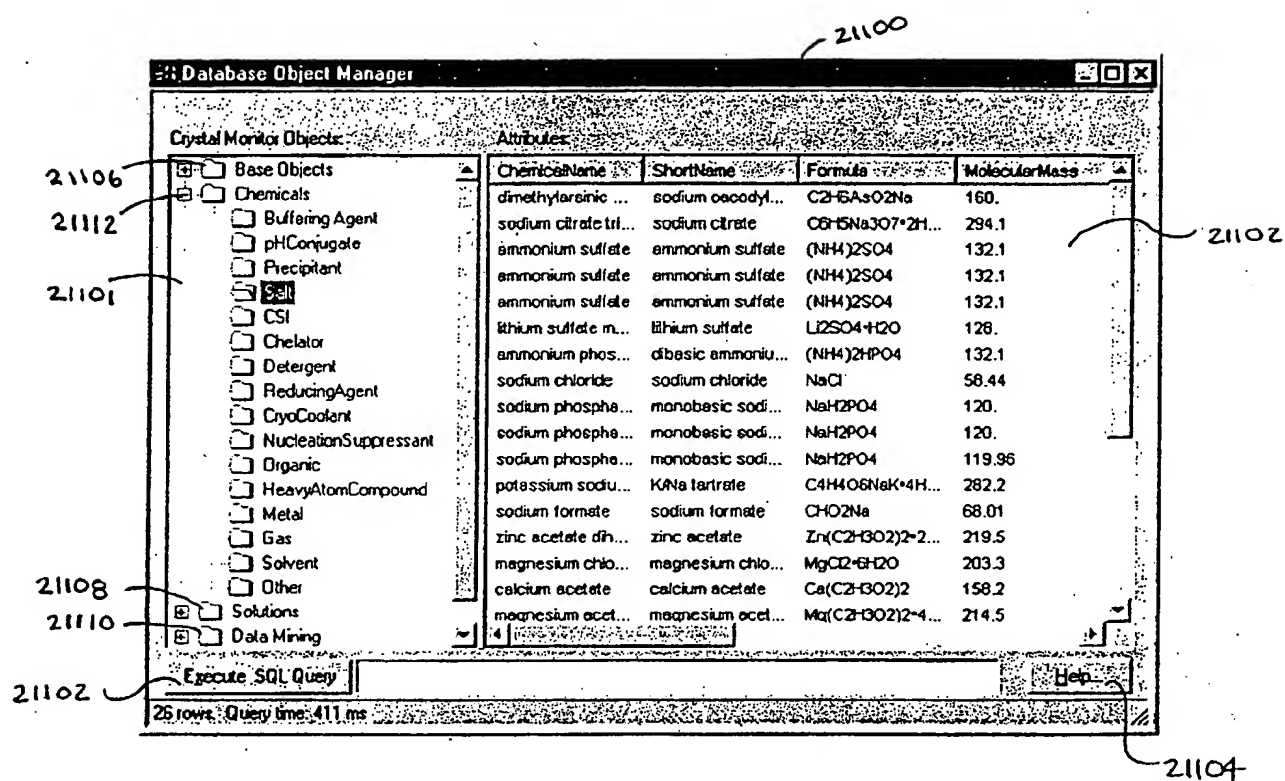 21100
Database Object Manager
Crystal Monitor Objects:
Attributes:
21106
21112
21101
21108
21110
Base Objects
Chemicals
Buffering Agent
pHConjugate
Precipitant
Salt
CSI
Chelator
Detergent
ReducingAgent
CryoCoolant
NucleationSuppressant
Organic
HeavyAtomCompound
Metal
Gas
Solvent
Other
Solutions
Data Mining
ChemicalName ShortName Formula MolecularMass
dimethylarsinic ... sodium cacodyl... C2H6AsO2Na 160.
sodium citrate tri... sodium citrate C6H5Na3O7•2H... 294.1
ammonium sulfate ammonium sulfate (NH4)2SO4 132.1
ammonium sulfate ammonium sulfate (NH4)2SO4 132.1
ammonium sulfate ammonium sulfate (NH4)2SO4 132.1
lithium sulfate m... lithium sulfate Li2SO4•H2O 128.
ammonium phos... dibasic ammoniu... (NH4)2HPO4 132.1
sodium chloride sodium chloride NaCl 58.44
sodium phospha... monobasic sodi... NaH2PO4 120.
sodium phospha... monobasic sodi... NaH2PO4 120.
sodium phospha... monobasic sodi... NaH2PO4 119.96
potassium sodiu... K/Na tartrate C4H4O6NaK•4H... 282.2
sodium formate sodium formate CHO2Na 68.01
zinc acetate dih... zinc acetate Zn(C2H3O2)2•2... 219.5
magnesium chlo... magnesium chlo... MgCl2•6H2O 203.3
calcium acetate calcium acetate Ca(C2H3O2)2 158.2
magnesium acet... magnesium acet... Mg(C2H3O2)2•4... 214.5
21102
21102
Execute SQL Query
Help...
26 rows. Query time: 411 ms
21104